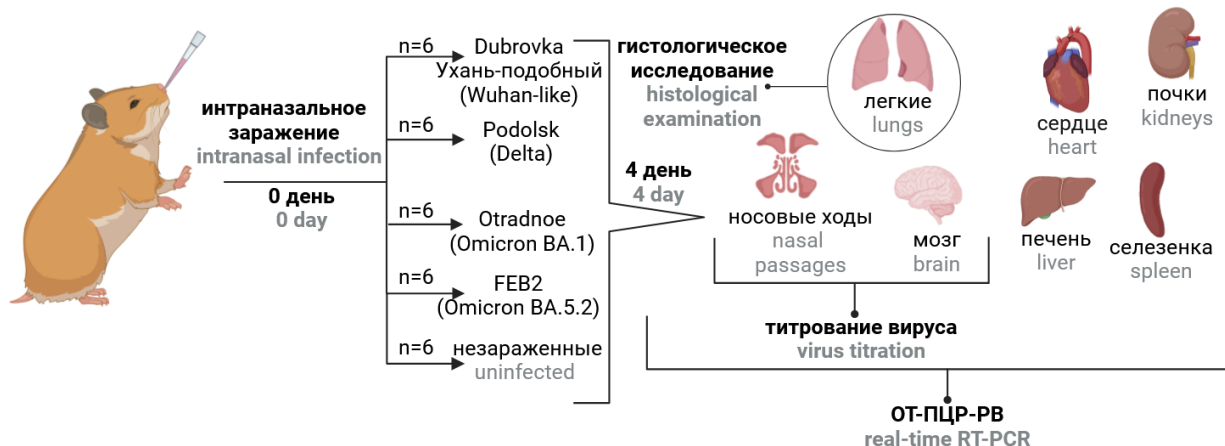 интраназальное
заражение
intranasal infection
0 день
0 day
n=6
Dubrovka
Ухань-подобный
(Wuhan-like)
n=6
Podolsk
(Delta)
n=6
Otradnoe
(Omicron BA.1)
n=6
FEB2
(Omicron BA.5.2)
n=6
незараженные
uninfected
4 день
4 day
гистологическое
исследование
histological
examination
легкие
lungs
носовые ходы
nasal
passages
мозг
brain
сердце
heart
почки
kidneys
печень
liver
селезенка
spleen
титрование вируса
virus titration
ОТ-ПЦР-РВ
real-time RT-PCR